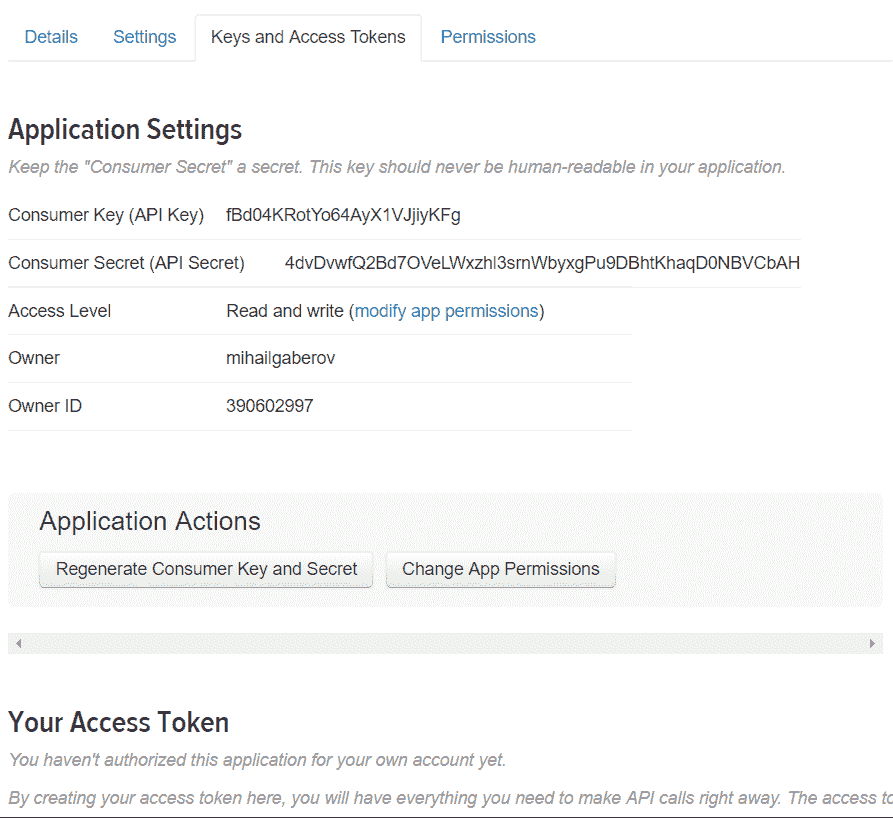 Details Settings Keys and Access Tokens Permissions
Application Settings
Keep the "Consumer Secret" a secret. This key should never be human-readable in your application.
Consumer Key (API Key) fBd04KRotYo64AyX1VJjiyKFg
Consumer Secret (API Secret) 4dvDvwfQ2Bd7OVeLWxzhI3srnWbyxgPu9DBhtKhaqD0NBVCbAH
Access Level Read and write (modify app permissions)
Owner mihailgaberov
Owner ID 390602997
Application Actions
Regenerate Consumer Key and Secret Change App Permissions
Your Access Token
You haven't authorized this application for your own account yet.
By creating your access token here, you will have everything you need to make API calls right away. The access